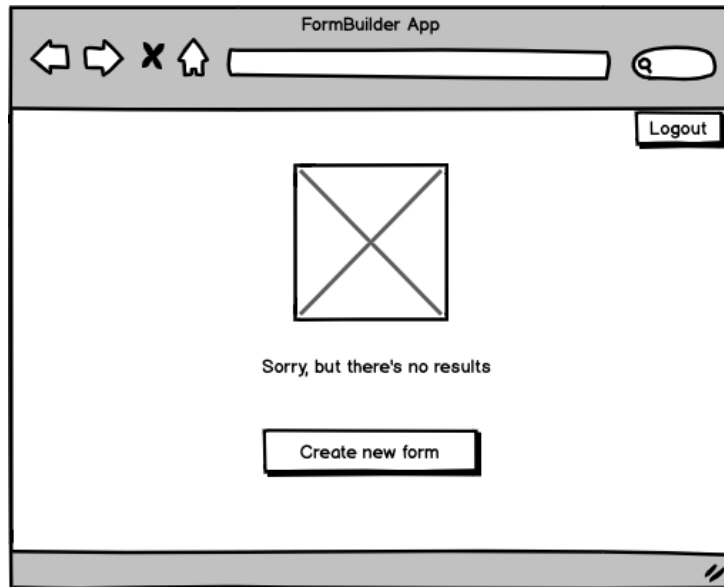 FormBuilder App
Logout
Sorry, but there's no results
Create new form